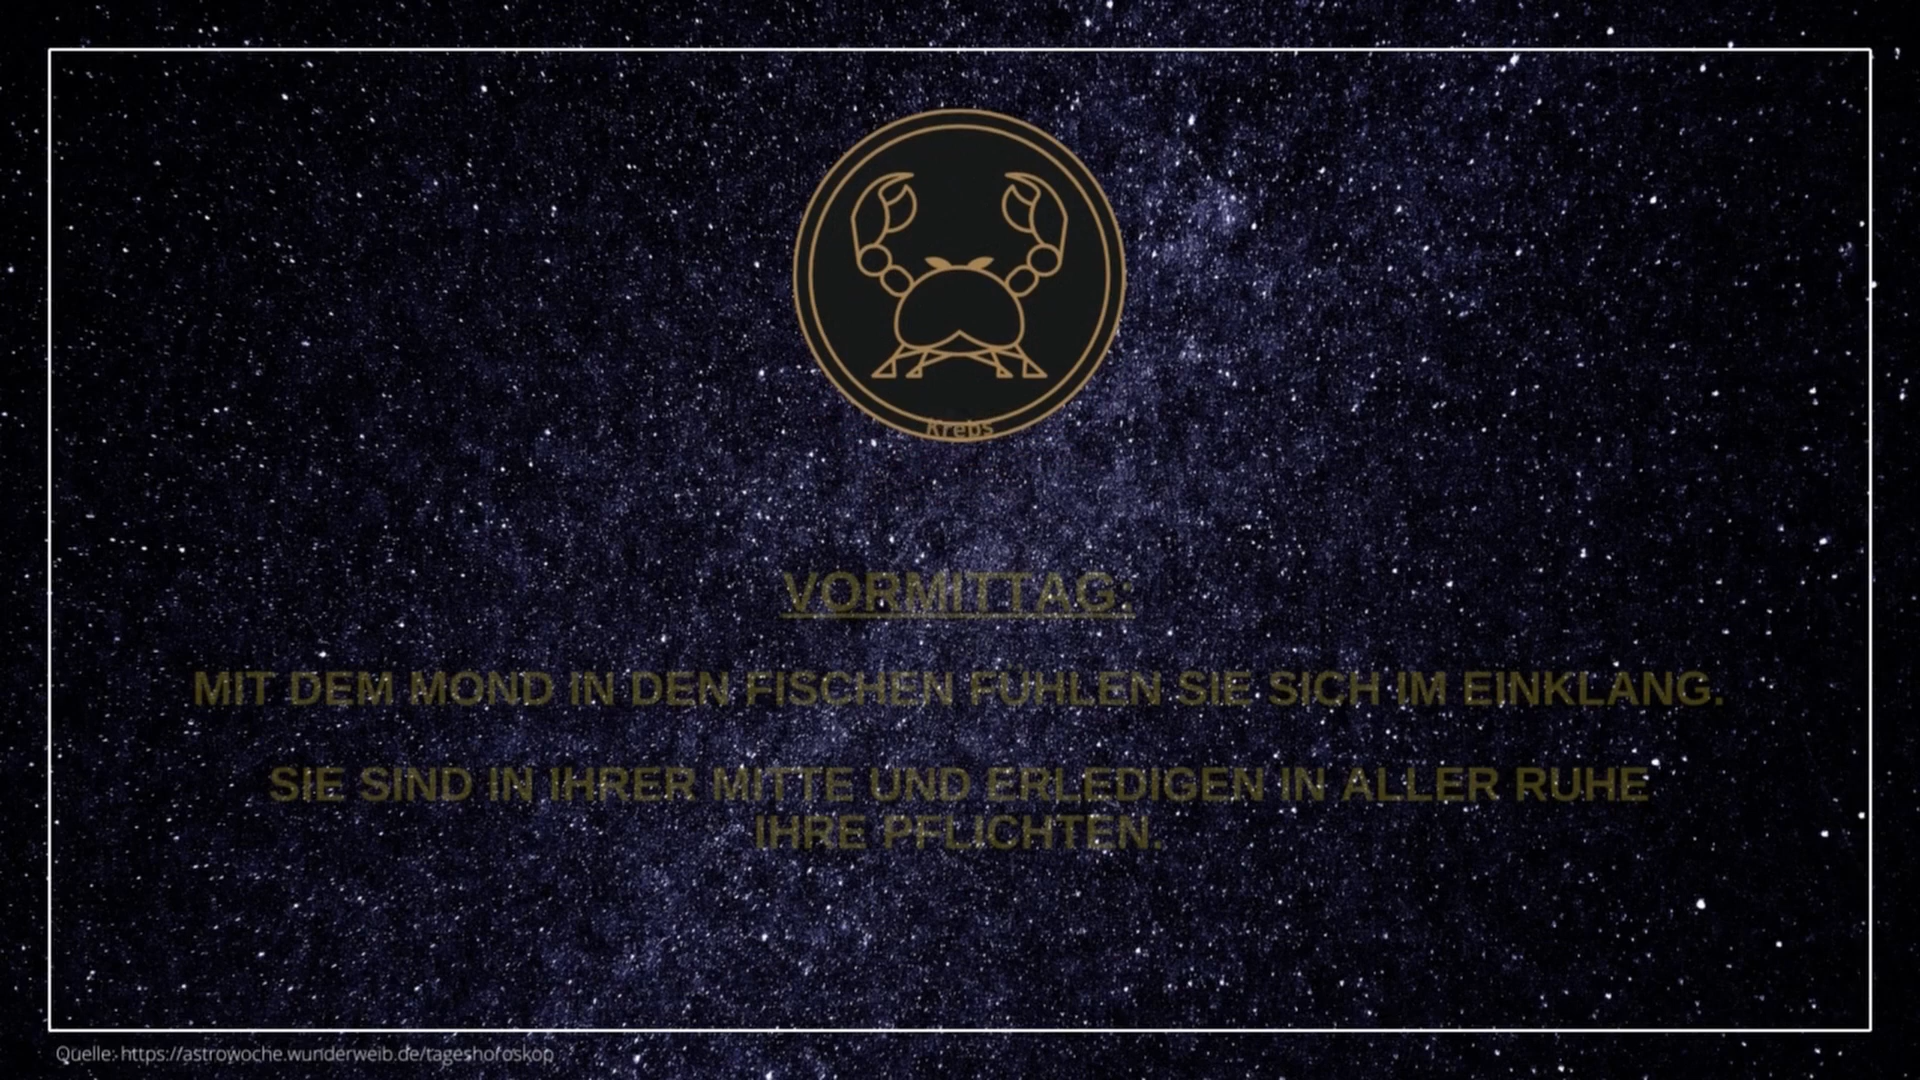 Krebs
VORMITTAG:
MIT DEM MOND IN DEN FISCHEN FÜHLEN SIE SICH IM EINKLANG.
SIE SIND IN IHRER MITTE UND ERLEDIGEN IN ALLER RUHE
IHRE PFLICHTEN.
Quelle: https://astrowoche.wunderweib.de/tageshoroskop